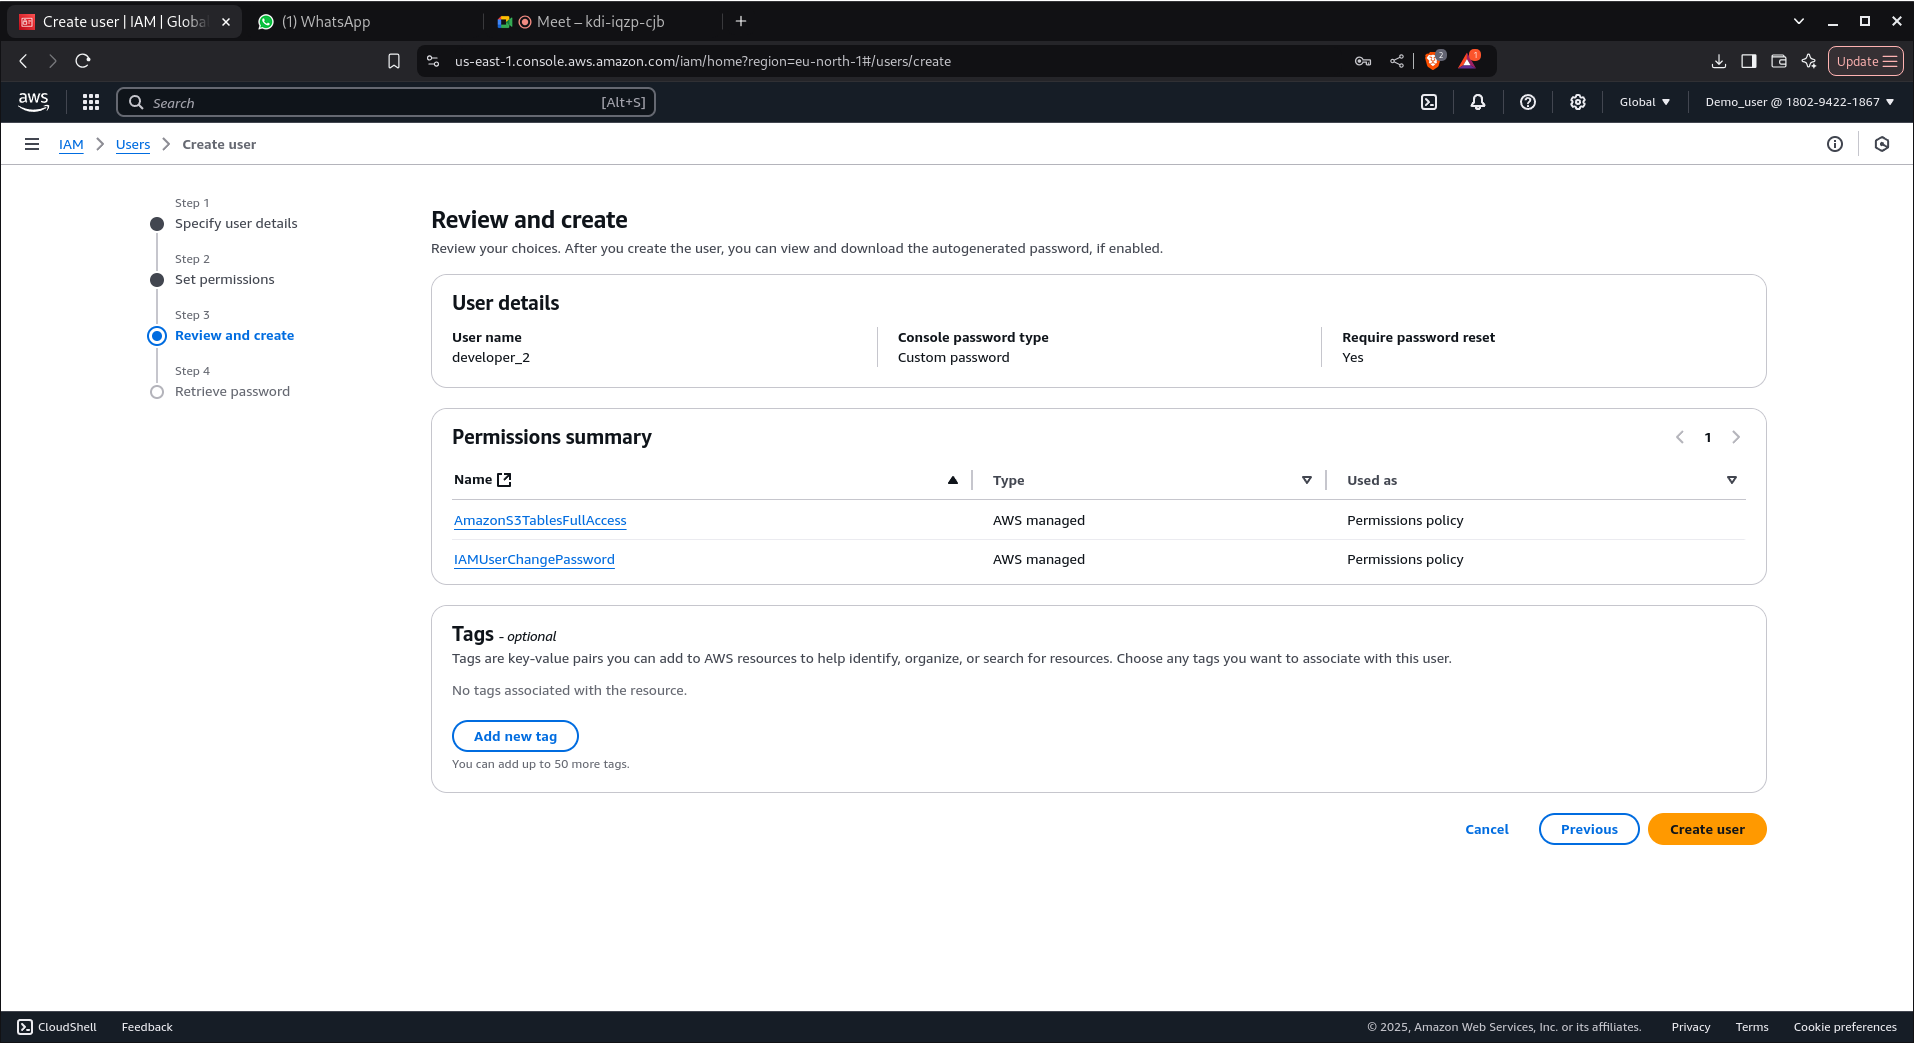 Create user | IAM | Globa
(1) WhatsApp
Meet – kdi-iqzp-cjb
us-east-1.console.aws.amazon.com/iam/home?region=eu-north-1#/users/create
2
1
Update
aws
Search
[Alt+S]
Global
Demo_user @ 1802-9422-1867
IAM
Users
Create user
Step 1
Specify user details
Step 2
Set permissions
Step 3
Review and create
Step 4
Retrieve password
Review and create
Review your choices. After you create the user, you can view and download the autogenerated password, if enabled.
User details
User name
developer_2
Console password type
Custom password
Require password reset
Yes
Permissions summary
1
Name
Type
Used as
AmazonS3TablesFullAccess
AWS managed
Permissions policy
IAMUserChangePassword
AWS managed
Permissions policy
Tags - optional
Tags are key-value pairs you can add to AWS resources to help identify, organize, or search for resources. Choose any tags you want to associate with this user.
No tags associated with the resource.
Add new tag
You can add up to 50 more tags.
Cancel
Previous
Create user
CloudShell
Feedback
© 2025, Amazon Web Services, Inc. or its affiliates.
Privacy
Terms
Cookie preferences